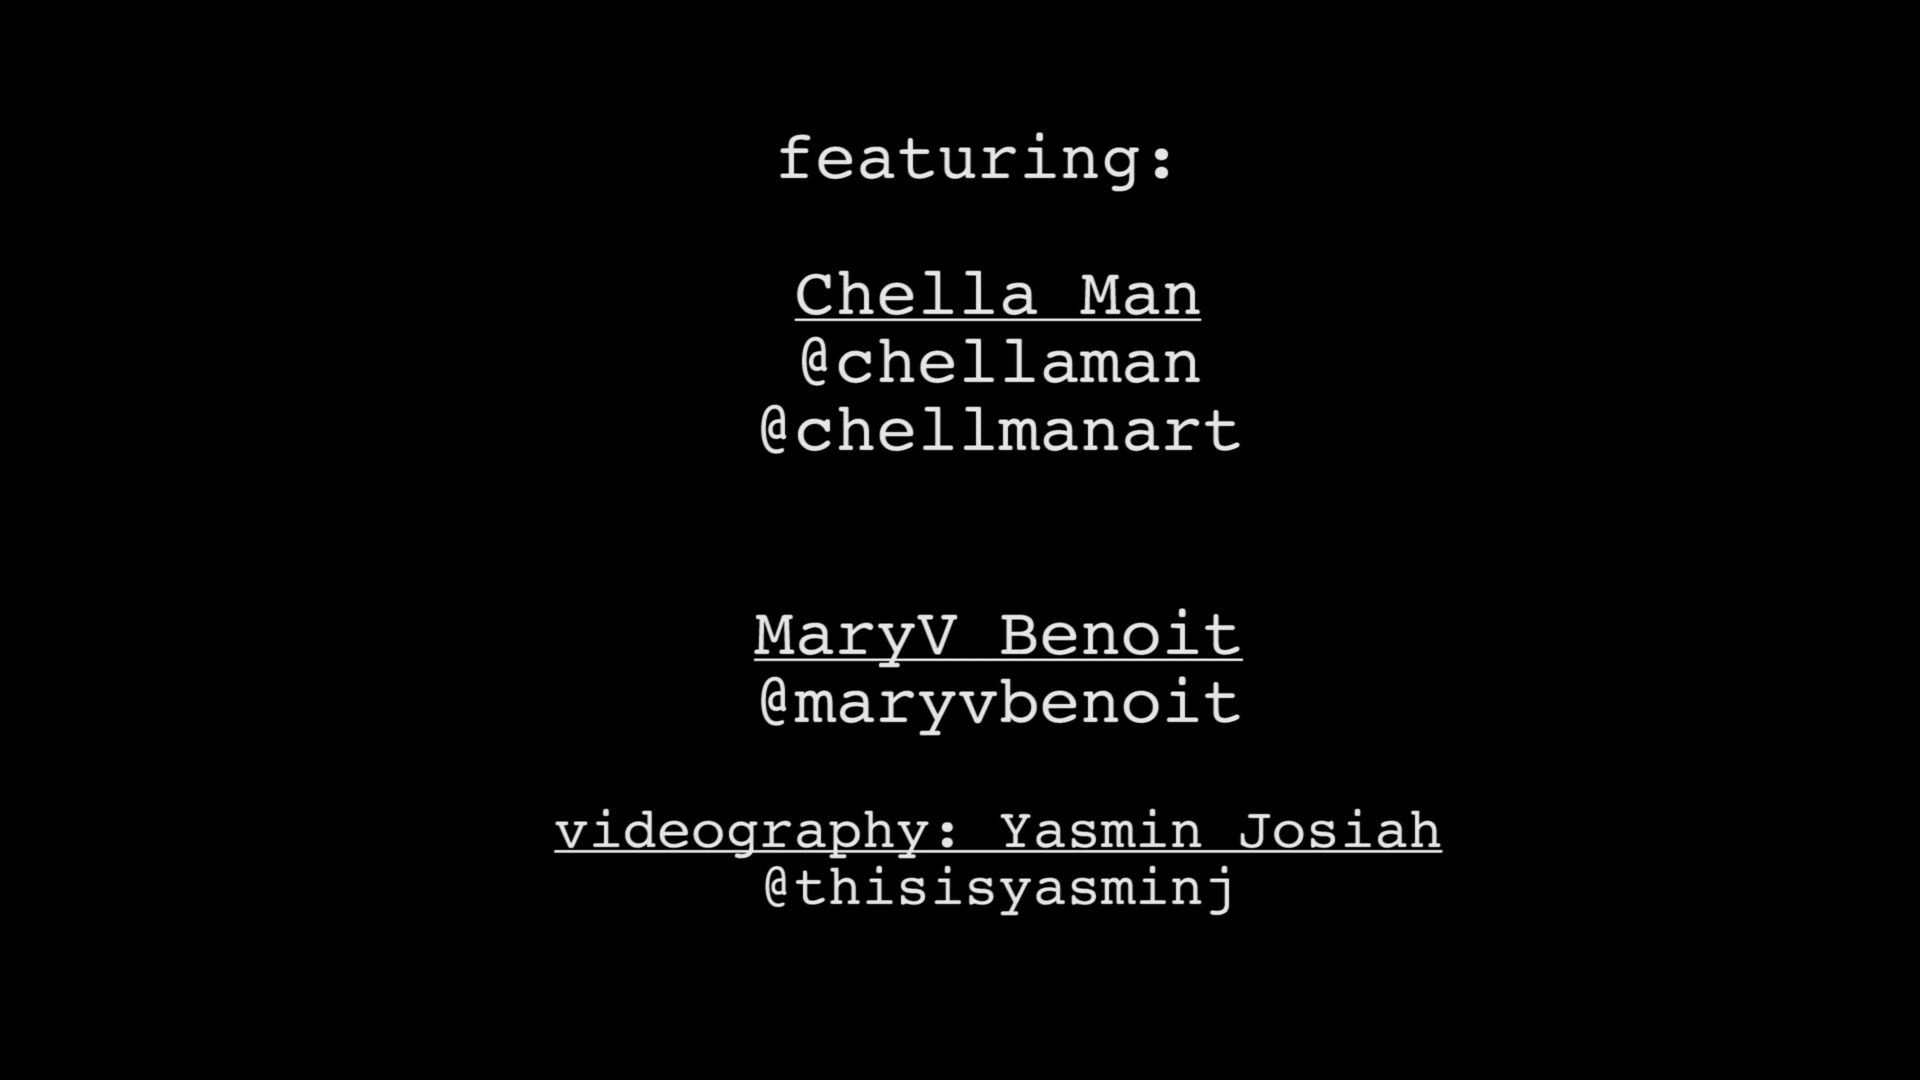 featuring:
Chella Man
@chellaman
@chellmanart
MaryV Benoit
@maryvbenoit
videography: Yasmin Josiah
@thisisyasminj